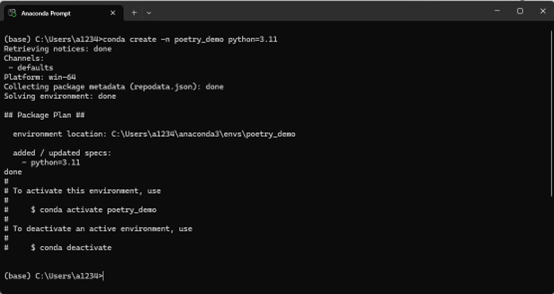 Anaconda Prompt
(base) C:\Users\a1234>conda create -n poetry_demo python=3.11
Retrieving notices: done
Channels:
 - defaults
Platform: win-64
Collecting package metadata (repodata.json): done
Solving environment: done
## Package Plan ##
  environment location: C:\Users\a1234\anaconda3\envs\poetry_demo
  added / updated specs:
    - python=3.11
done
#
# To activate this environment, use
#
#     $ conda activate poetry_demo
#
# To deactivate an active environment, use
#
#     $ conda deactivate
(base) C:\Users\a1234>